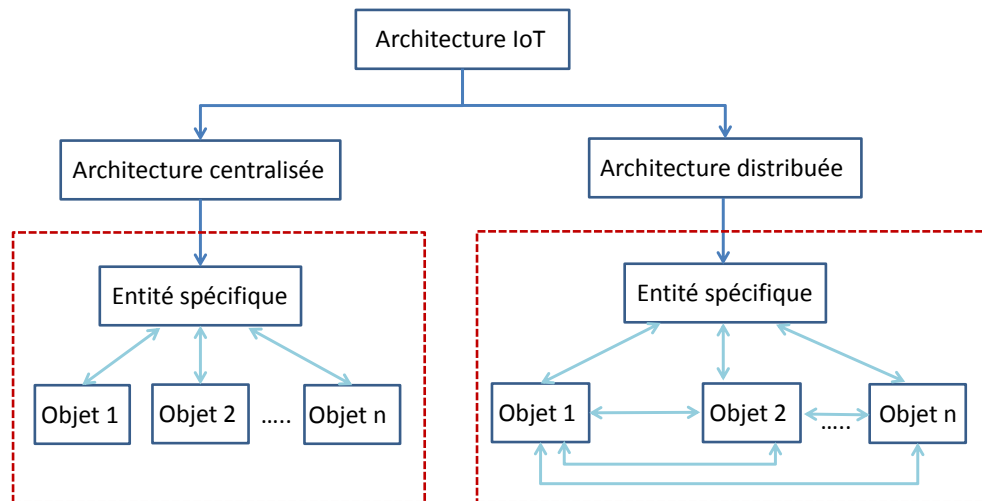 Architecture IoT
Architecture centralisée
Architecture distribuée
Entité spécifique
Entité spécifique
Objet 1
Objet 2
.....
Objet n
Objet 1
Objet 2
.....
Objet n